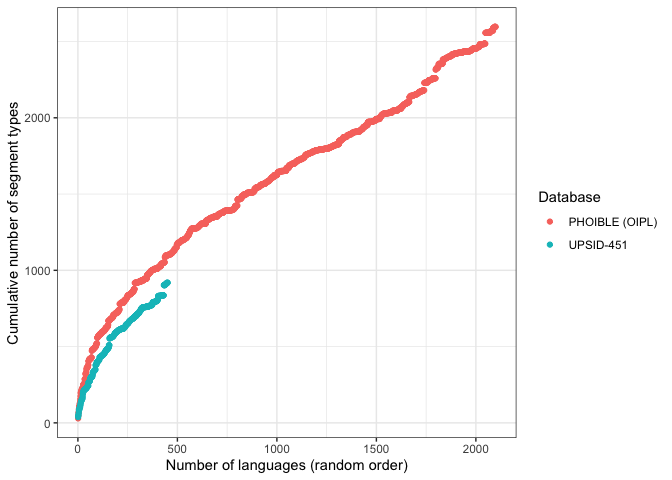 Cumulative number of segment types
2000
1000
0
0 500 1000 1500 2000
Number of languages (random order)
Database
PHOIBLE (OIPL)
UPSID-451